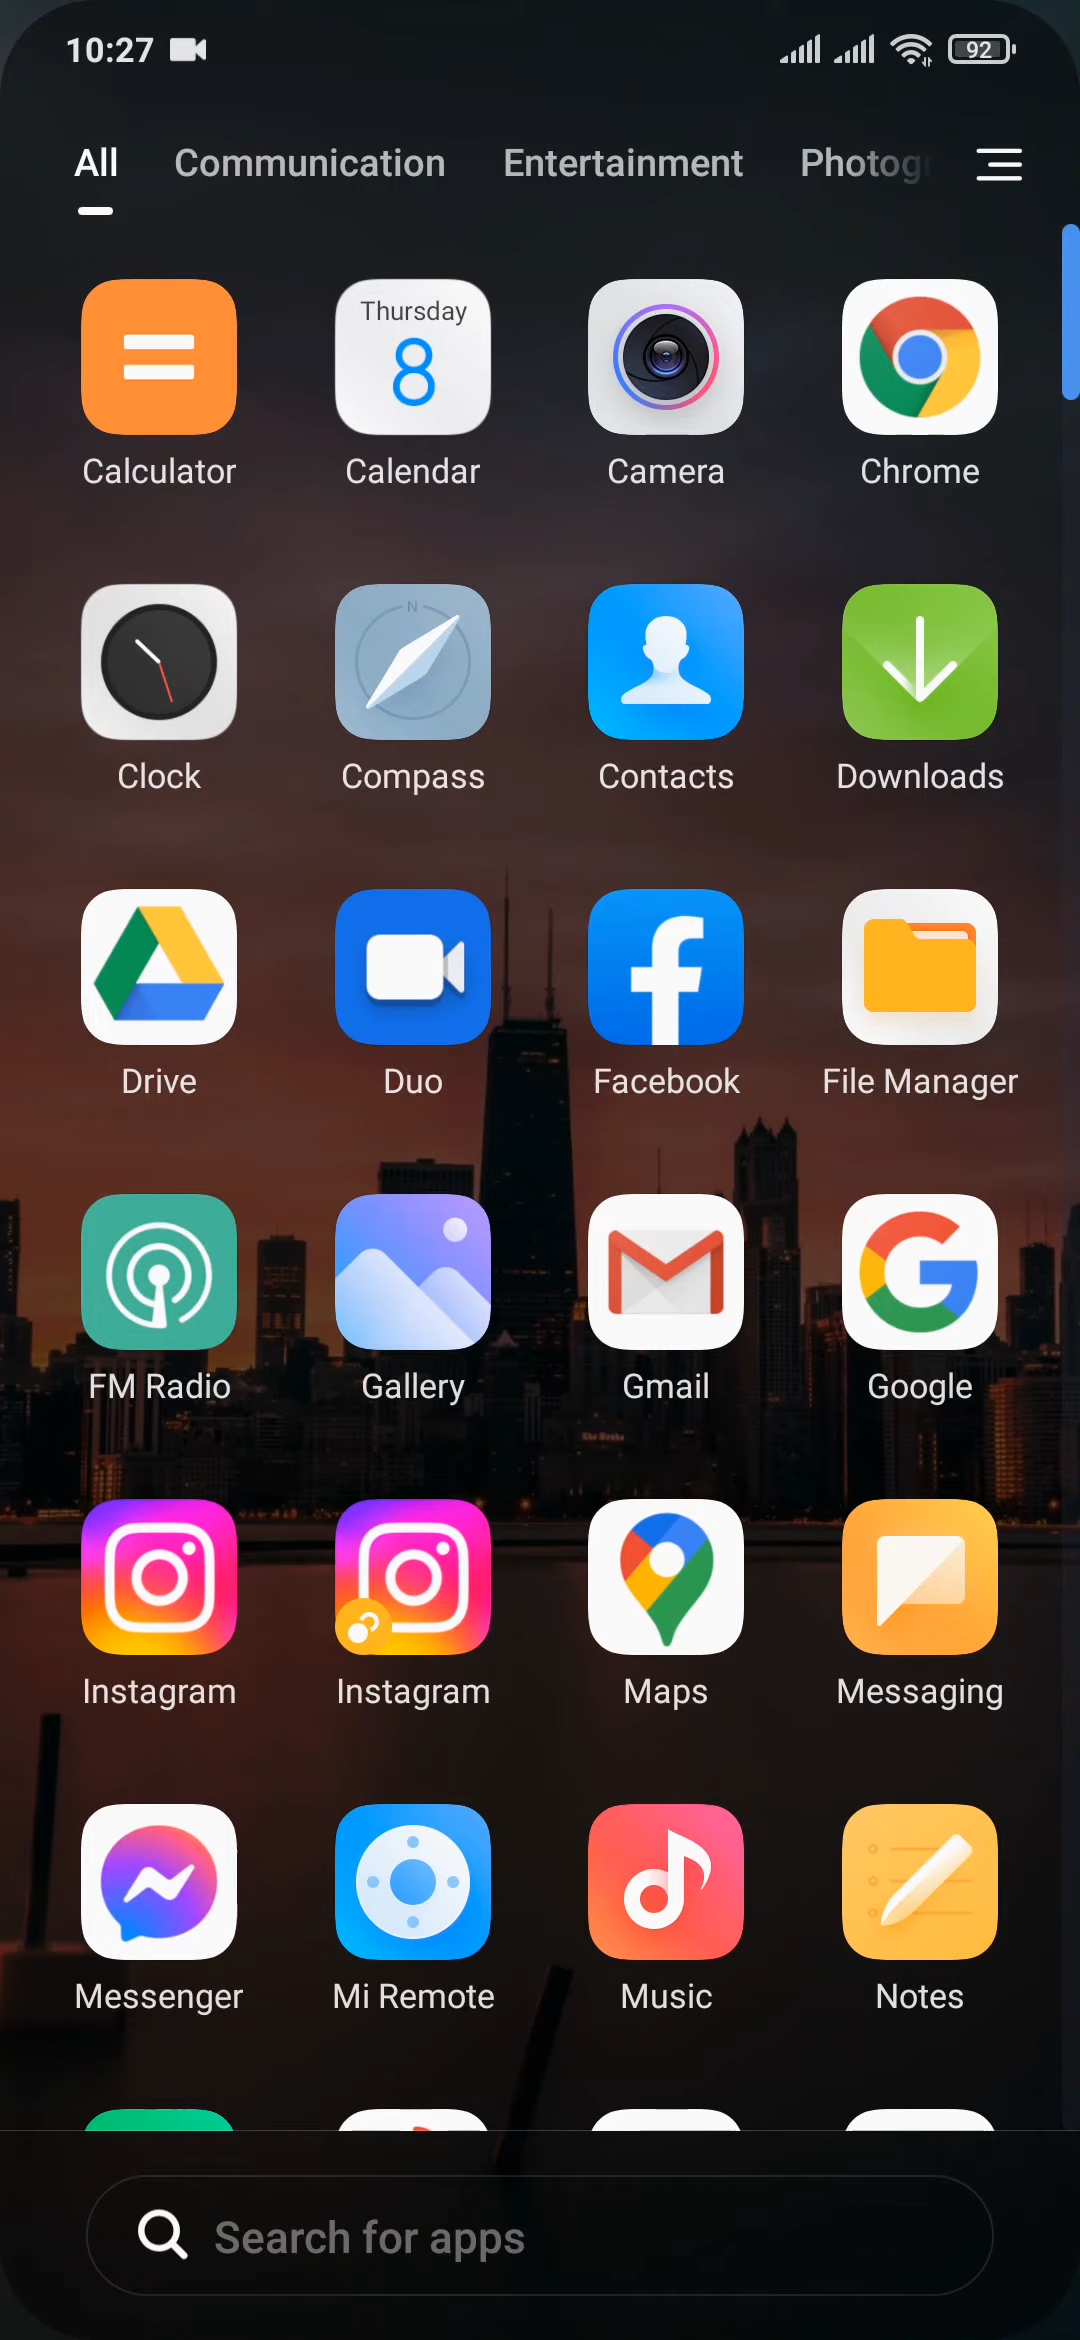 10:27
92
All Communication Entertainment Photog
Thursday
8
Calculator Calendar Camera Chrome
N
Clock Compass Contacts Downloads
Drive Duo Facebook File Manager
FM Radio Gallery Gmail Google
Instagram Instagram Maps Messaging
Messenger Mi Remote Music Notes
Search for apps